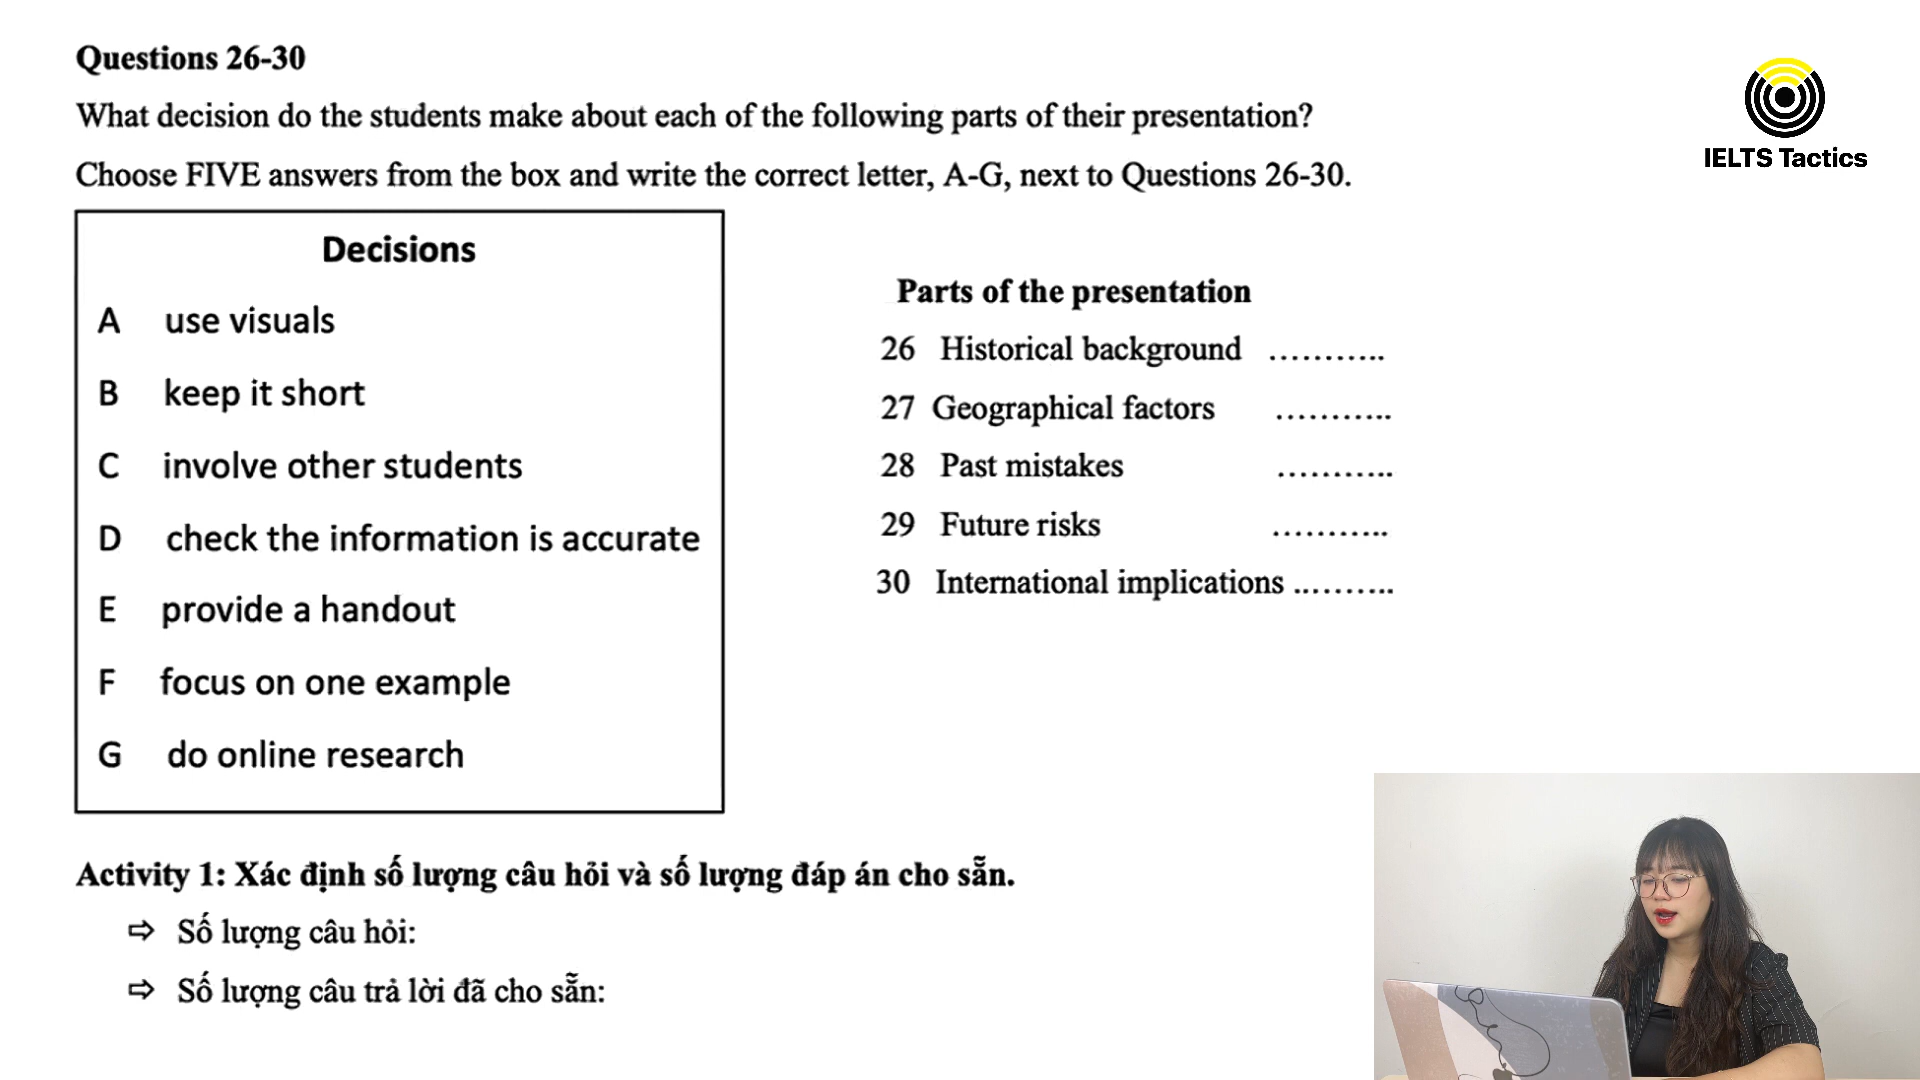 Questions 26-30
What decision do the students make about each of the following parts of their presentation?
Choose FIVE answers from the box and write the correct letter, A-G, next to Questions 26-30.
IELTS Tactics
Decisions
A use visuals
B keep it short
C involve other students
D check the information is accurate
E provide a handout
F focus on one example
G do online research
Parts of the presentation
26 Historical background ………..
27 Geographical factors ………..
28 Past mistakes ………..
29 Future risks ………..
30 International implications ..……..
Activity 1: Xác định số lượng câu hỏi và số lượng đáp án cho sẵn.
⇨ Số lượng câu hỏi:
⇨ Số lượng câu trả lời đã cho sẵn: